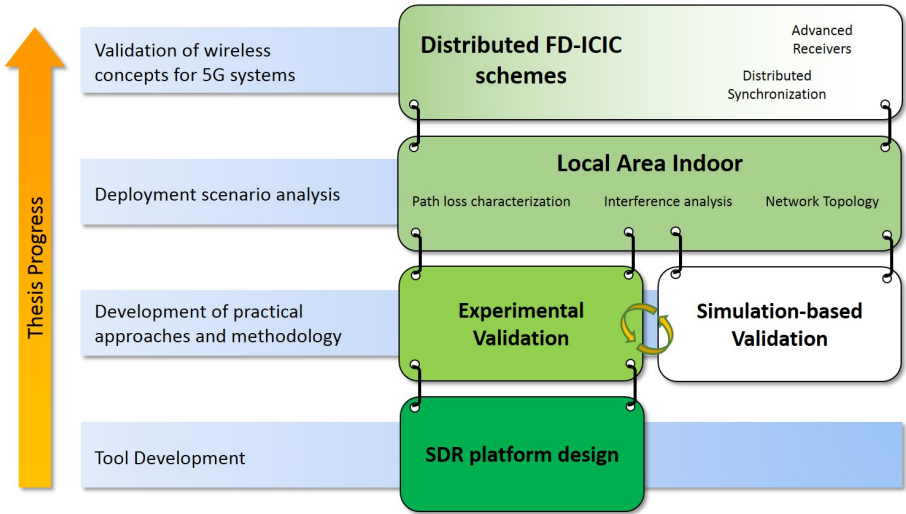 Thesis Progress
Validation of wireless
concepts for 5G systems
Distributed FD-ICIC
schemes
Advanced
Receivers
Distributed
Synchronization
Deployment scenario analysis
Local Area Indoor
Path loss characterization
Interference analysis
Network Topology
Development of practical
approaches and methodology
Experimental
Validation
Simulation-based
Validation
Tool Development
SDR platform design